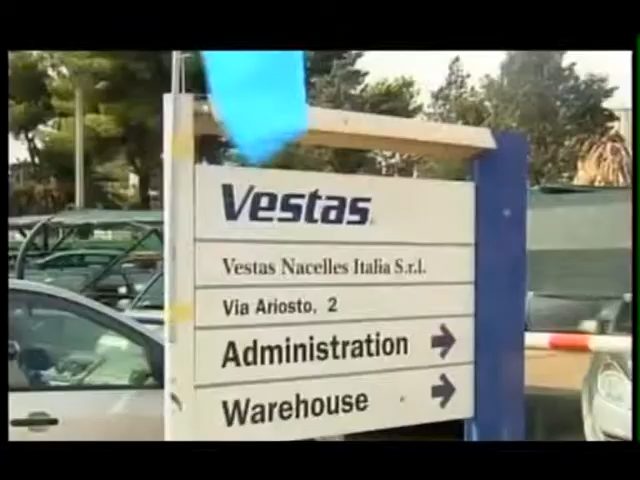 Vestas
Vestas Nacelles Italia S.r.l.
Via Ariosto, 2
Administration
Warehouse